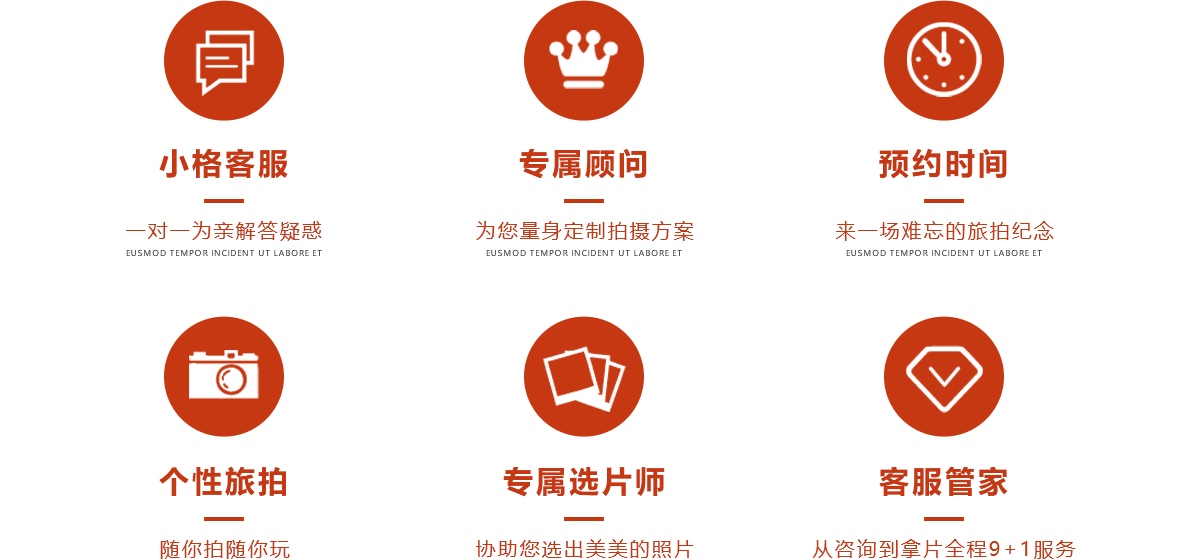 小格客服
专属顾问
预约时间
一对一为亲解答疑惑
为您量身定制拍摄方案
来一场难忘的旅拍纪念
EUSMOD TEMPOR INCIDENT UT LABORE ET
EUSMOD TEMPOR INCIDENT UT LABORE ET
EUSMOD TEMPOR INCIDENT UT LABORE ET
个性旅拍
专属选片师
客服管家
随你拍随你玩
协助您选出美美的照片
从咨询到拿片全程9+1服务